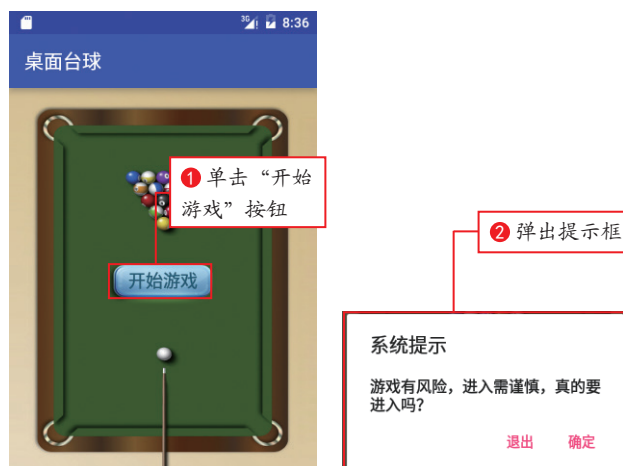 3G 8:36
桌面台球
❶ 单击“开始
游戏”按钮
开始游戏
❷ 弹出提示框
系统提示
游戏有风险，进入需谨慎，真的要
进入吗？
退出 确定